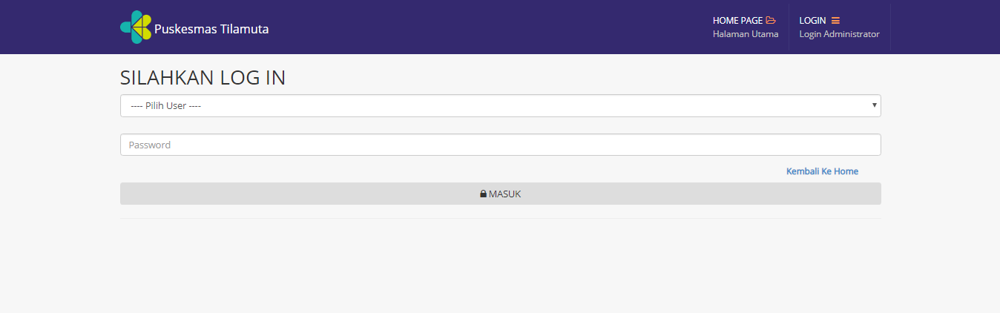 Puskesmas Tilamuta
HOME PAGE
Halaman Utama
LOGIN
Login Administrator
SILAHKAN LOG IN
---- Pilih User ----
Password
Kembali Ke Home
MASUK